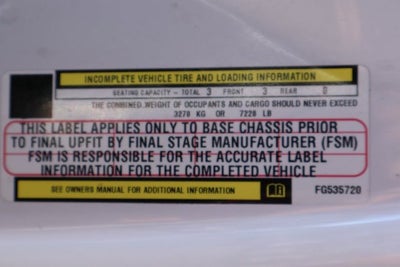 INCOMPLETE VEHICLE TIRE AND LOADING INFORMATION
SEATING CAPACITY - TOTAL 3 FRONT 3 REAR 0
THE COMBINED WEIGHT OF OCCUPANTS AND CARGO SHOULD NEVER EXCEED
3278 KG OR 7228 LB
THIS LABEL APPLIES ONLY TO BASE CHASSIS PRIOR
TO FINAL UPFIT BY FINAL STAGE MANUFACTURER (FSM)
FSM IS RESPONSIBLE FOR THE ACCURATE LABEL
INFORMATION FOR THE COMPLETED VEHICLE
SEE OWNERS MANUAL FOR ADDITIONAL INFORMATION
FG535720